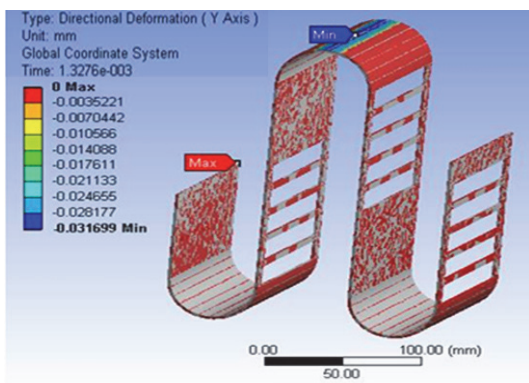 Type: Directional Deformation ( Y Axis )
Unit: mm
Global Coordinate System
Time: 1.3276e-003
0 Max
-0.0035221
-0.0070442
-0.010566
-0.014088
-0.017611
-0.021133
-0.024655
-0.028177
-0.031699 Min
Min
Max
0.00 100.00 (mm)
50.00